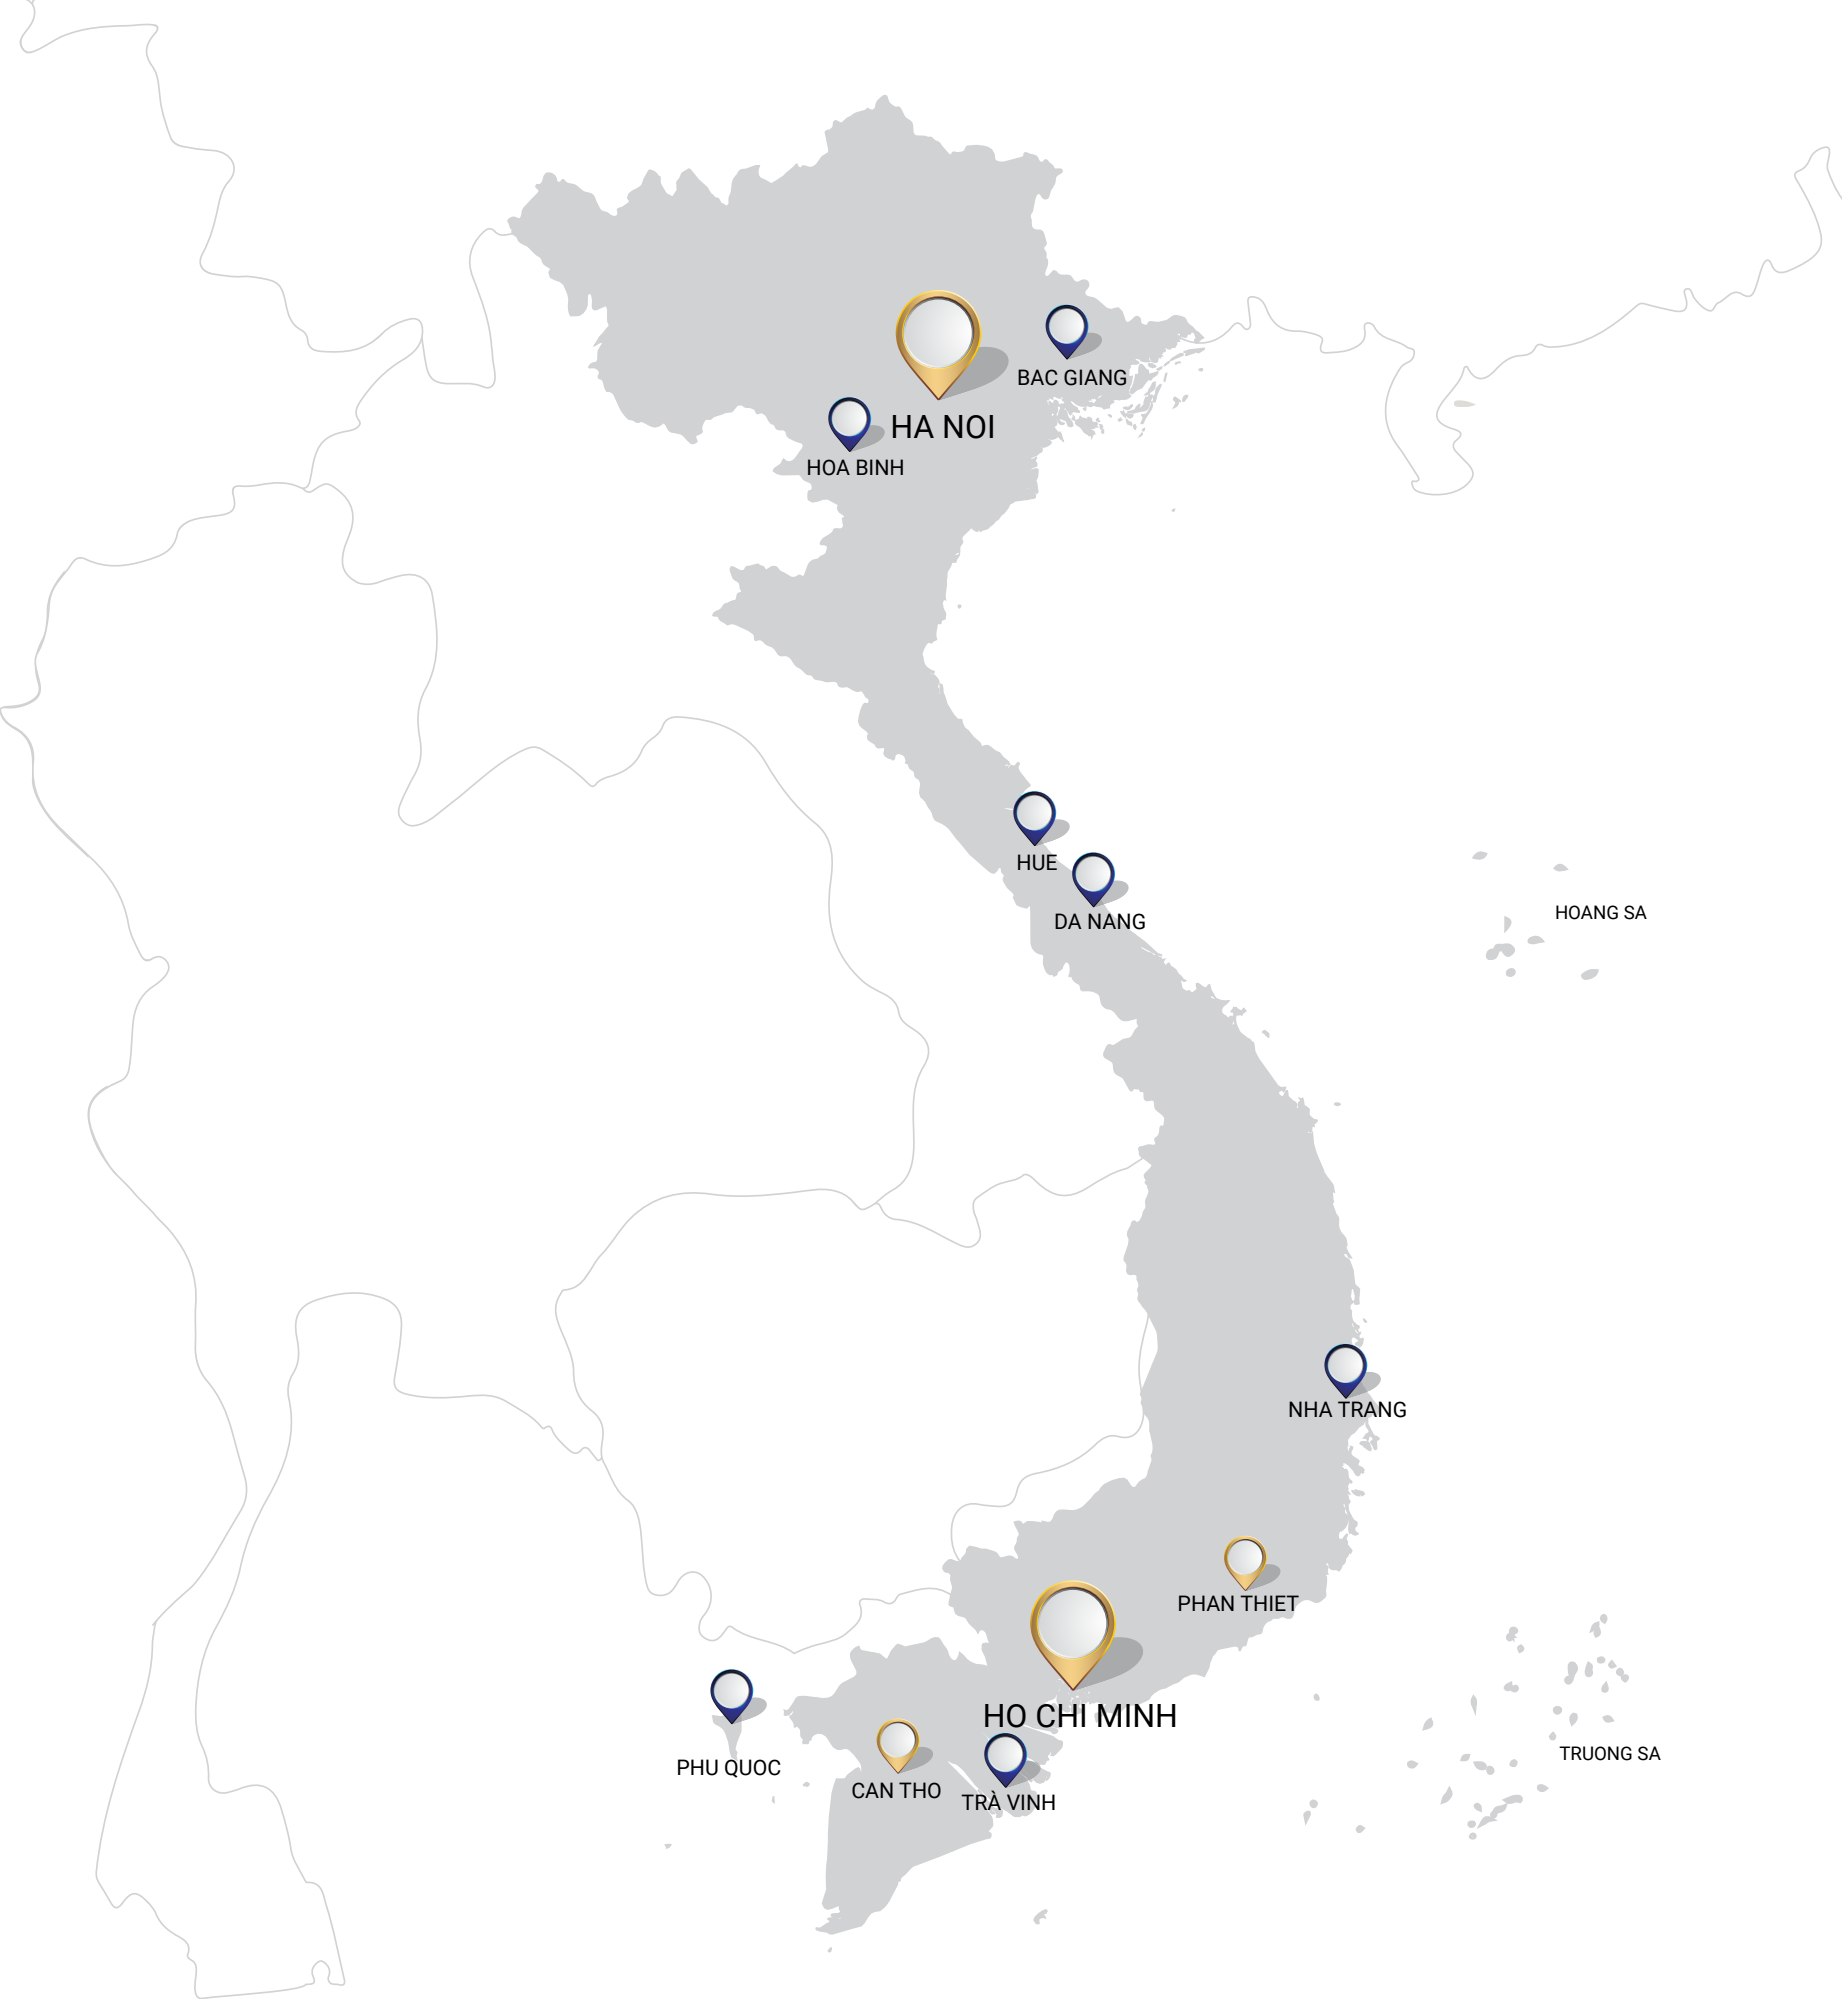 BAC GIANG
HA NOI
HOA BINH
HUE
DA NANG
HOANG SA
NHA TRANG
PHAN THIET
HO CHI MINH
TRUONG SA
PHU QUOC
CAN THO
TRÀ VINH